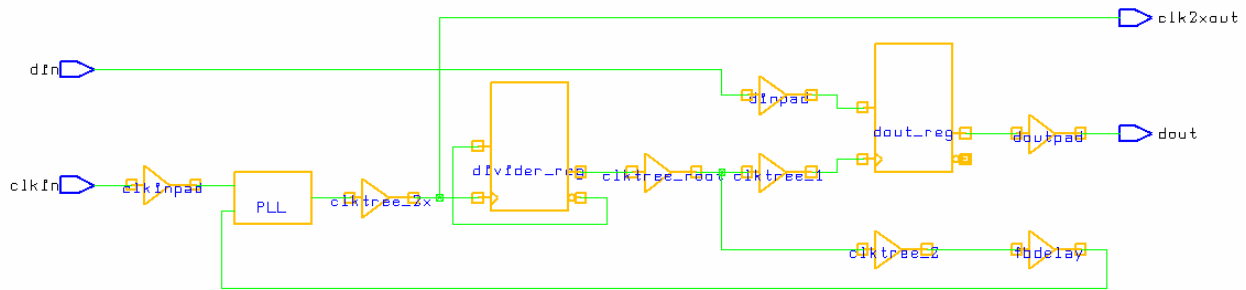 clk2xout
din
dinpad
dout_reg
doutpad
dout
clkin
clkinpad
PLL
clktree_2x
divider_reg
clktree_root
clktree_1
clktree_2
fbdelay